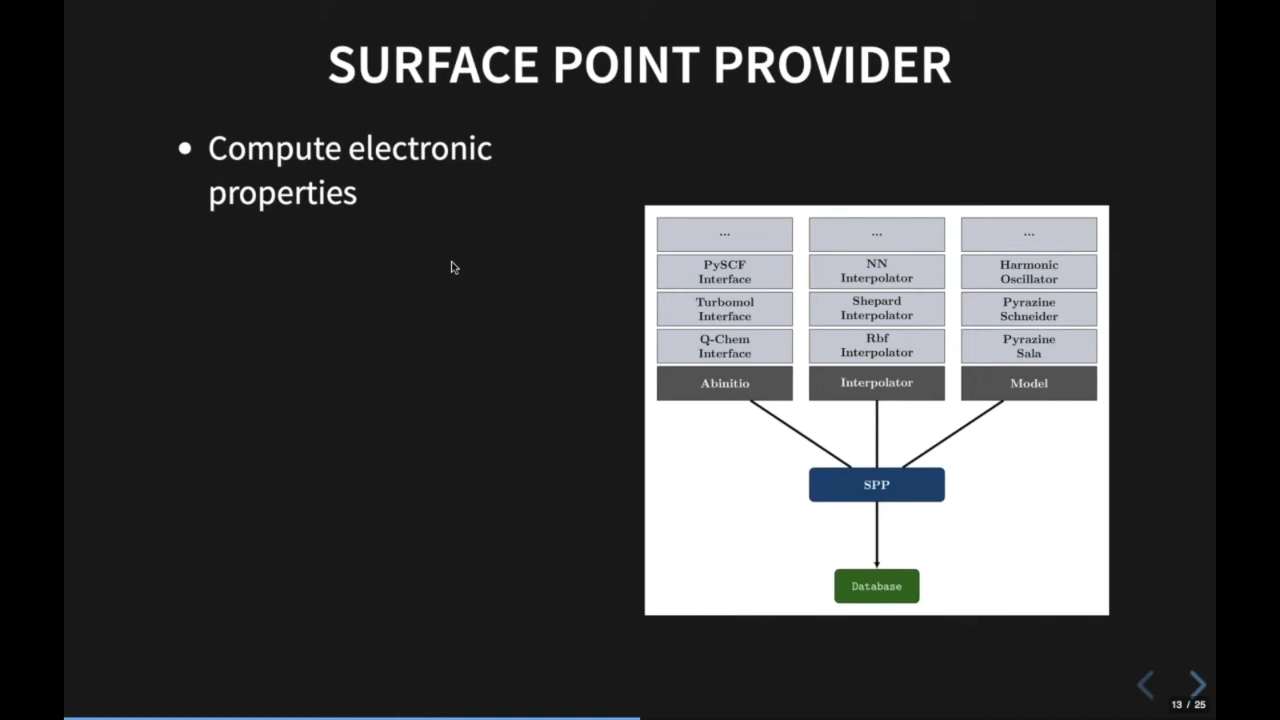 SURFACE POINT PROVIDER
• Compute electronic
properties
...
PySCF
Interface
Turbomol
Interface
Q-Chem
Interface
Abinitio
...
NN
Interpolator
Shepard
Interpolator
Rbf
Interpolator
Interpolator
...
Harmonic
Oscillator
Pyrazine
Schneider
Pyrazine
Sala
Model
SPP
Database
13 / 25